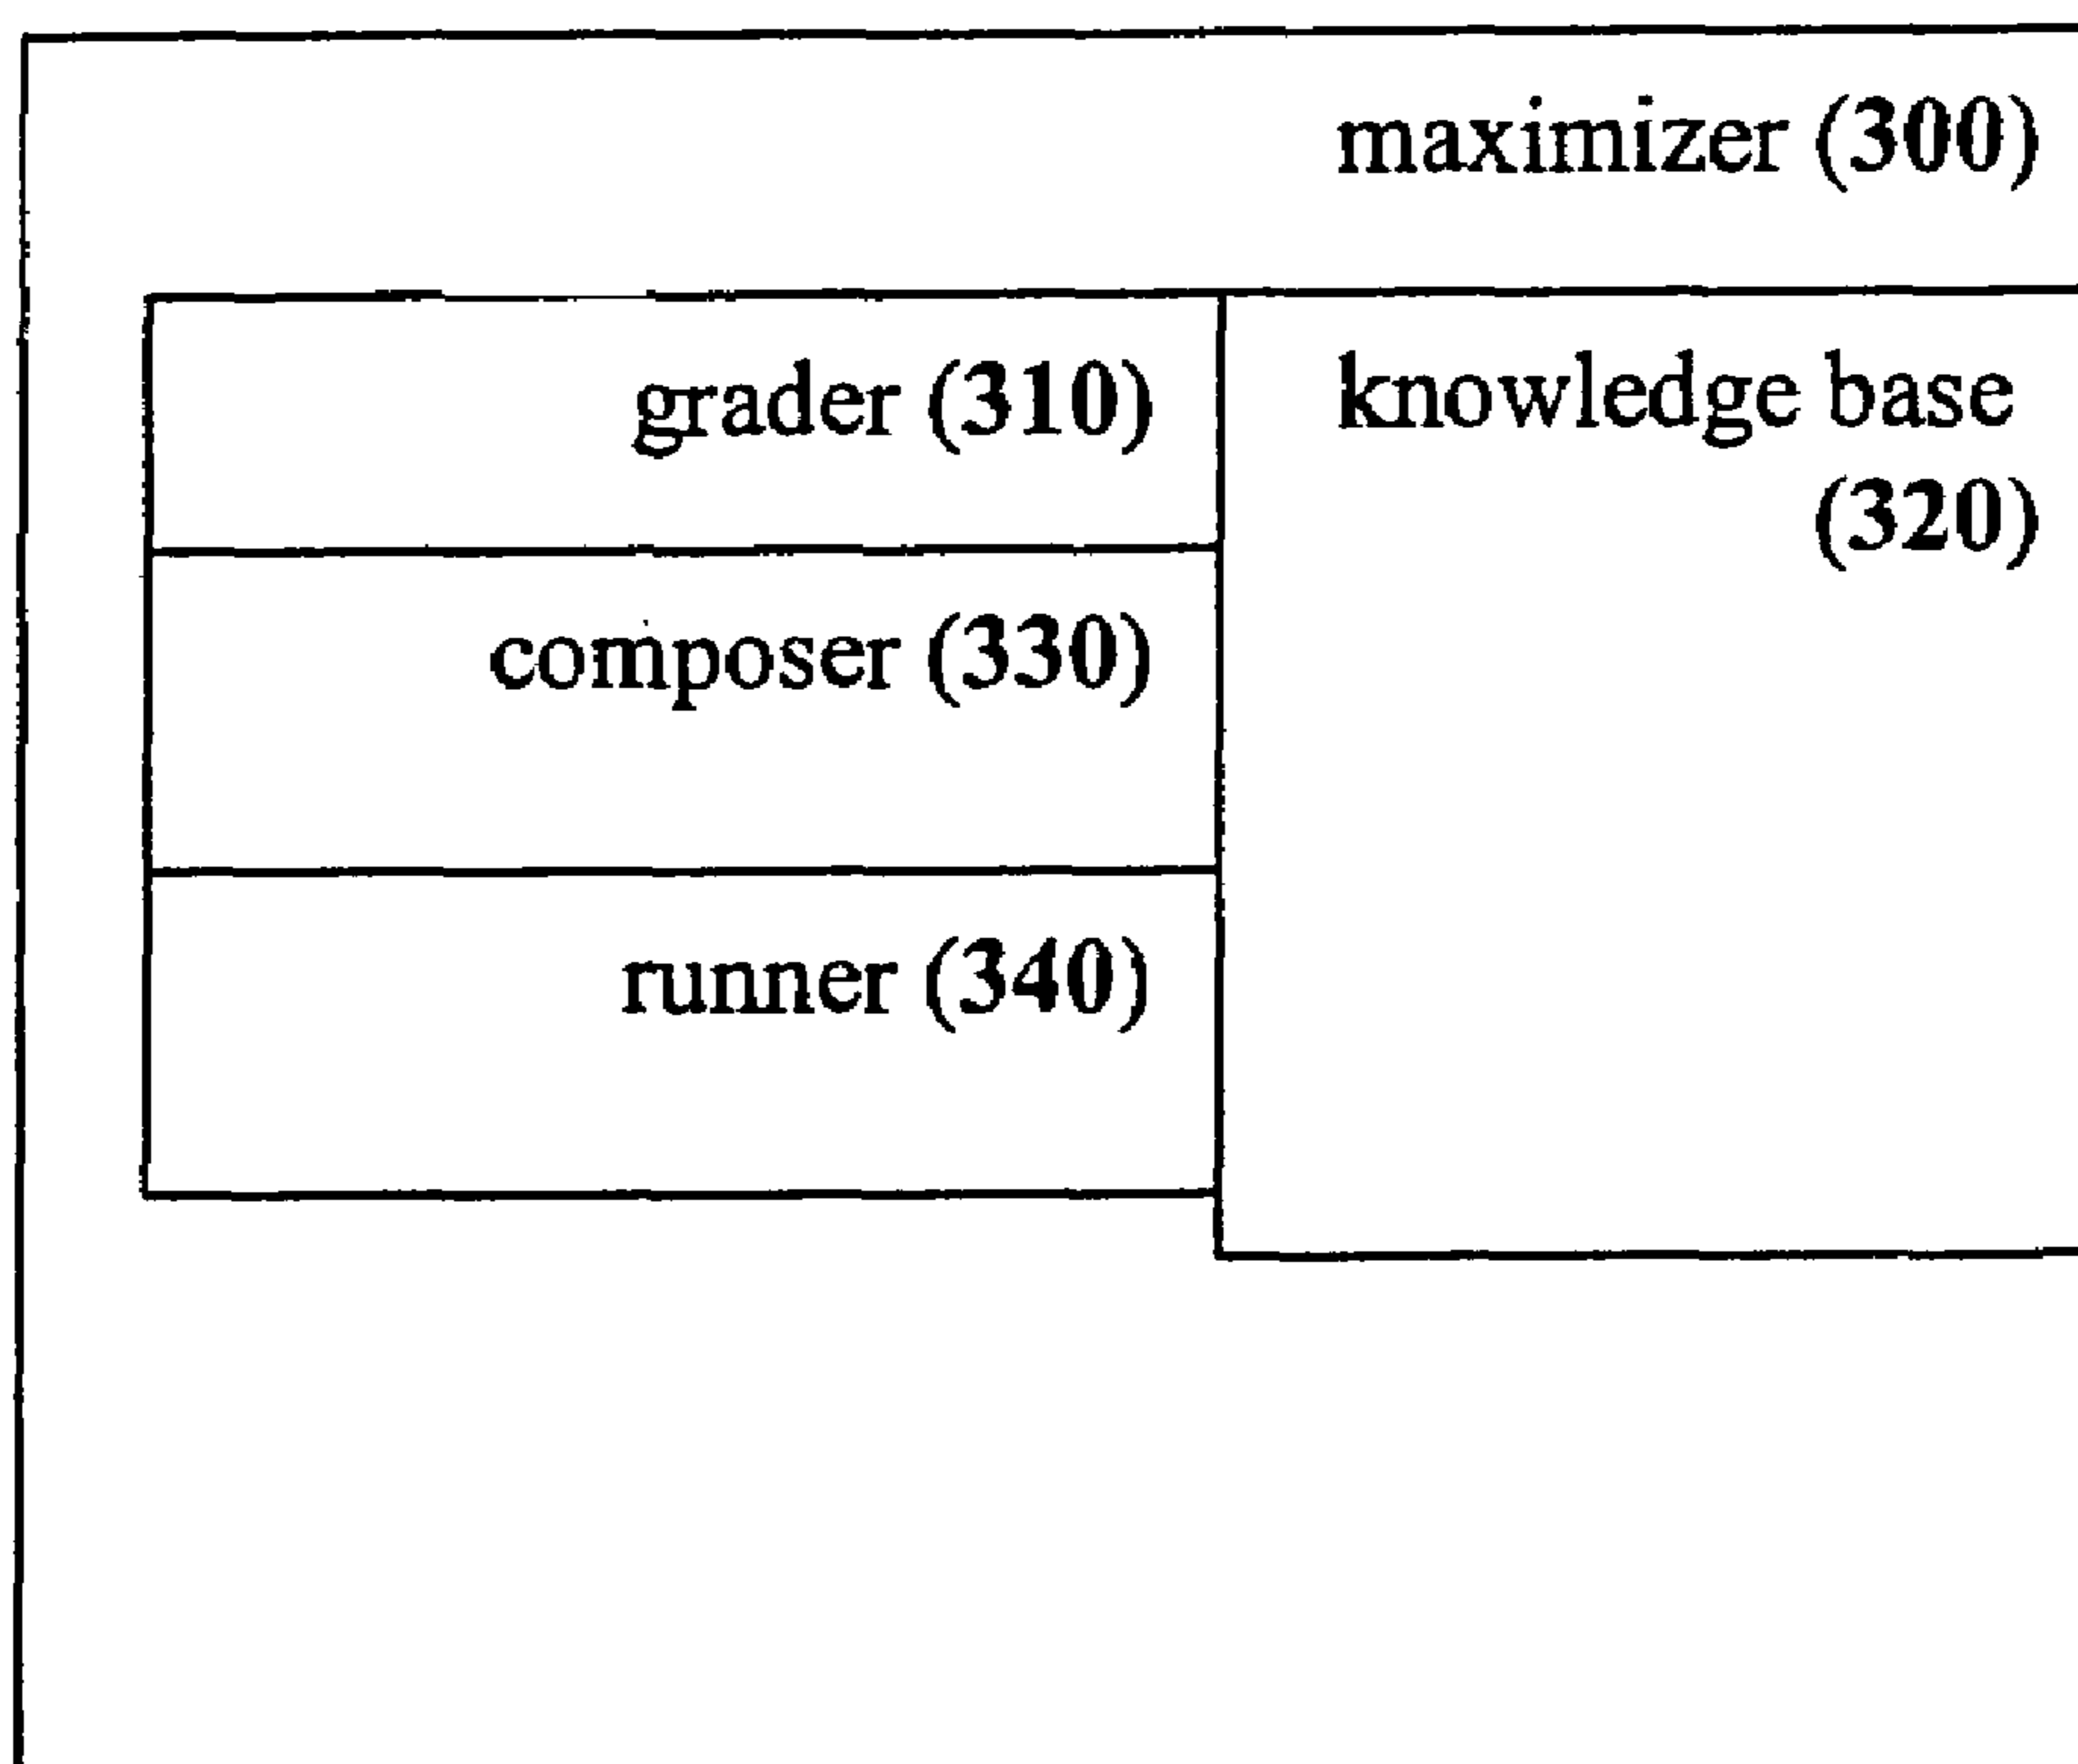 maximizer (300)
grader (310)
knowledge base
(320)
composer (330)
runner (340)